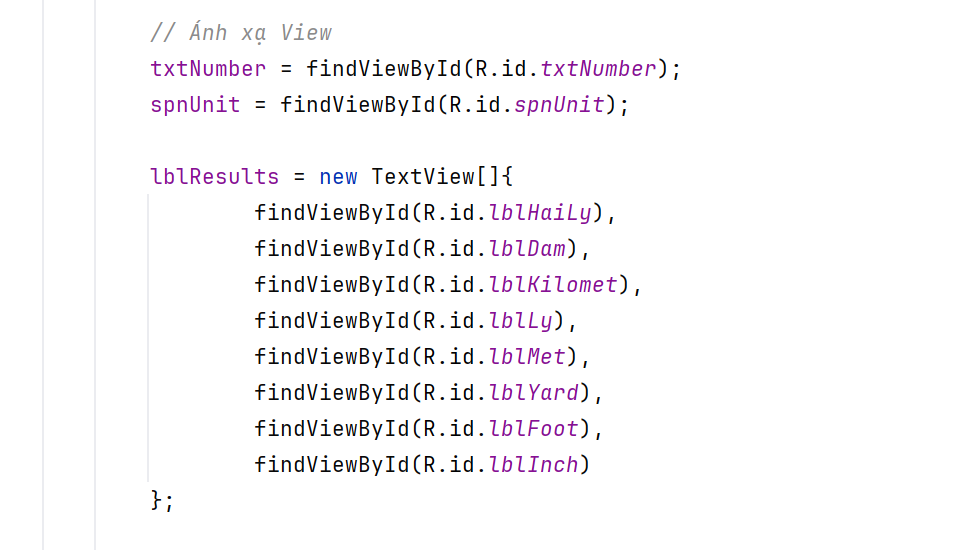 // Ánh xạ View
txtNumber = findViewById(R.id.txtNumber);
spnUnit = findViewById(R.id.spnUnit);
lblResults = new TextView[]{
findViewById(R.id.lblHaiLy),
findViewById(R.id.lblDam),
findViewById(R.id.lblKilomet),
findViewById(R.id.lblLy),
findViewById(R.id.lblMet),
findViewById(R.id.lblYard),
findViewById(R.id.lblFoot),
findViewById(R.id.lblInch)
};